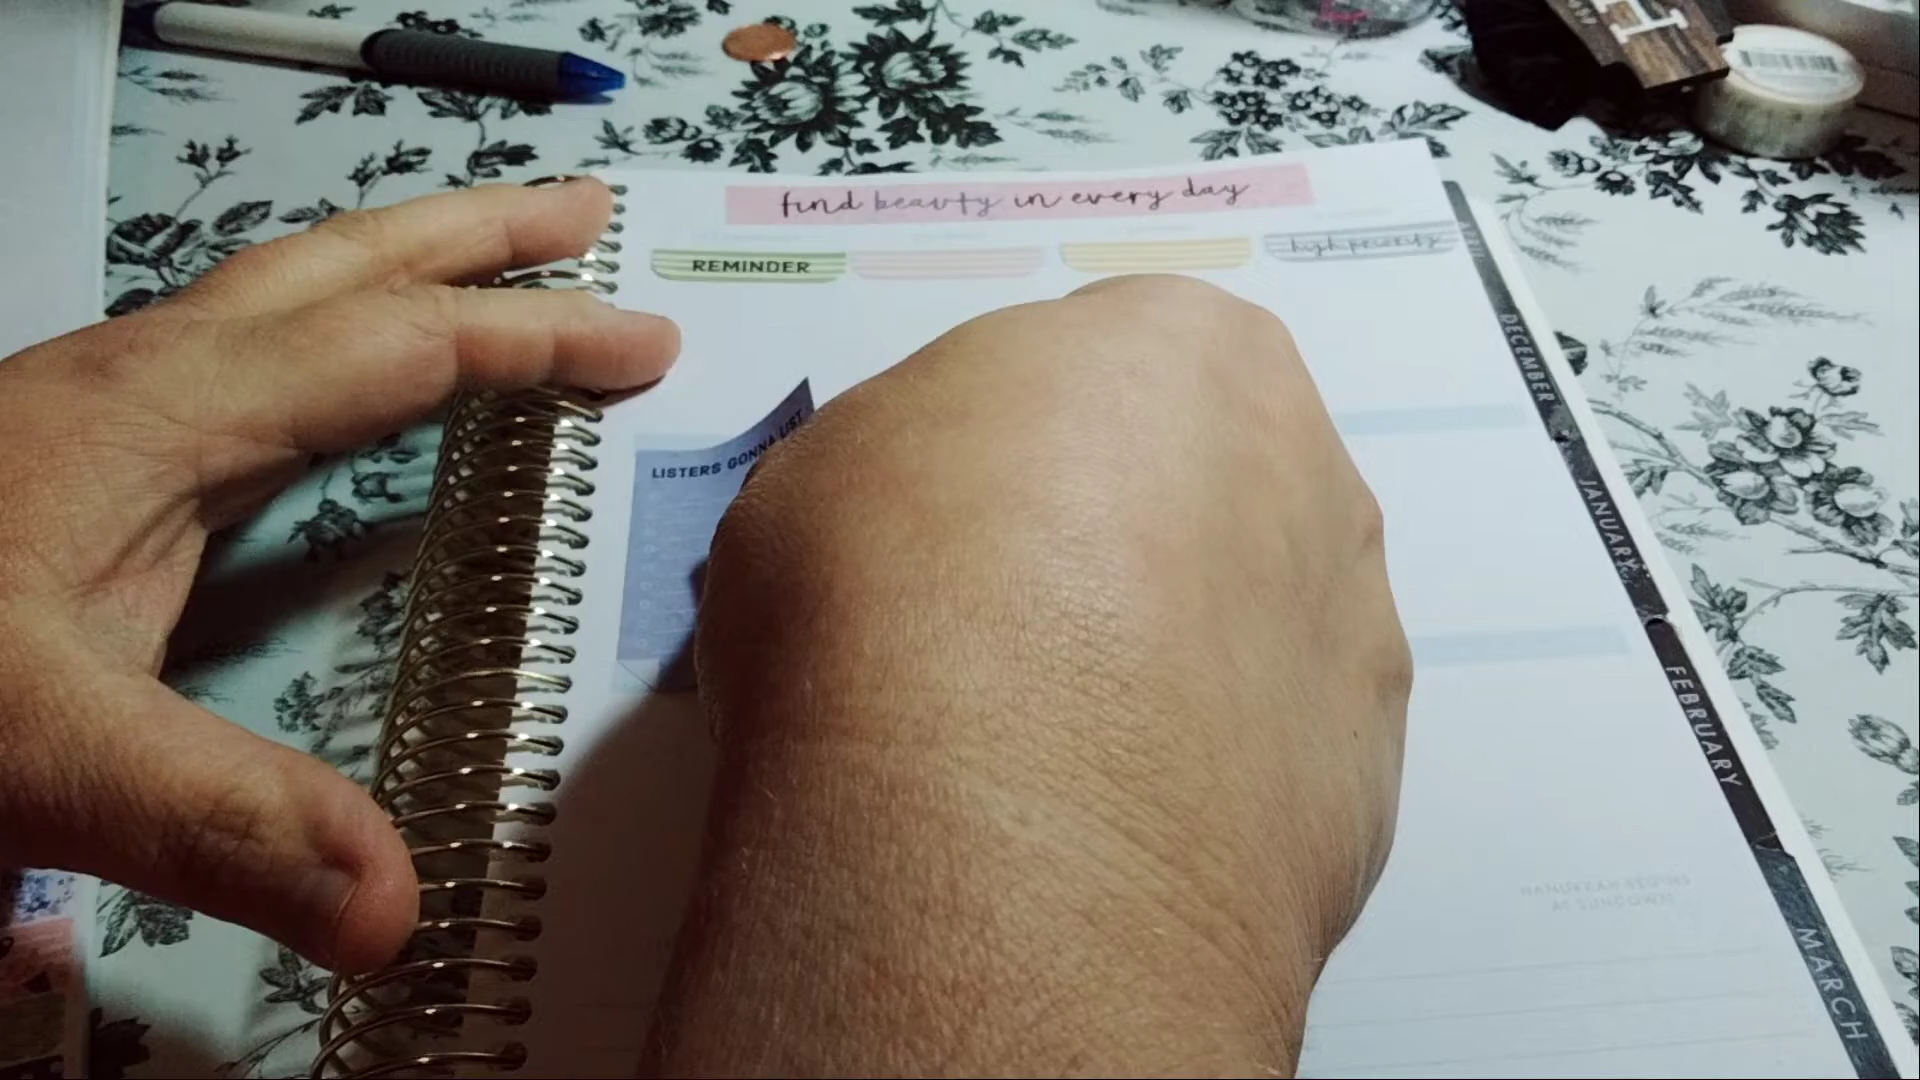 find beauty in every day
REMINDER
high priority
LISTERS GONNA LIST
DECEMBER
JANUARY
FEBRUARY
MARCH
HANUKKAH BEGINS
AT SUNDOWN
H